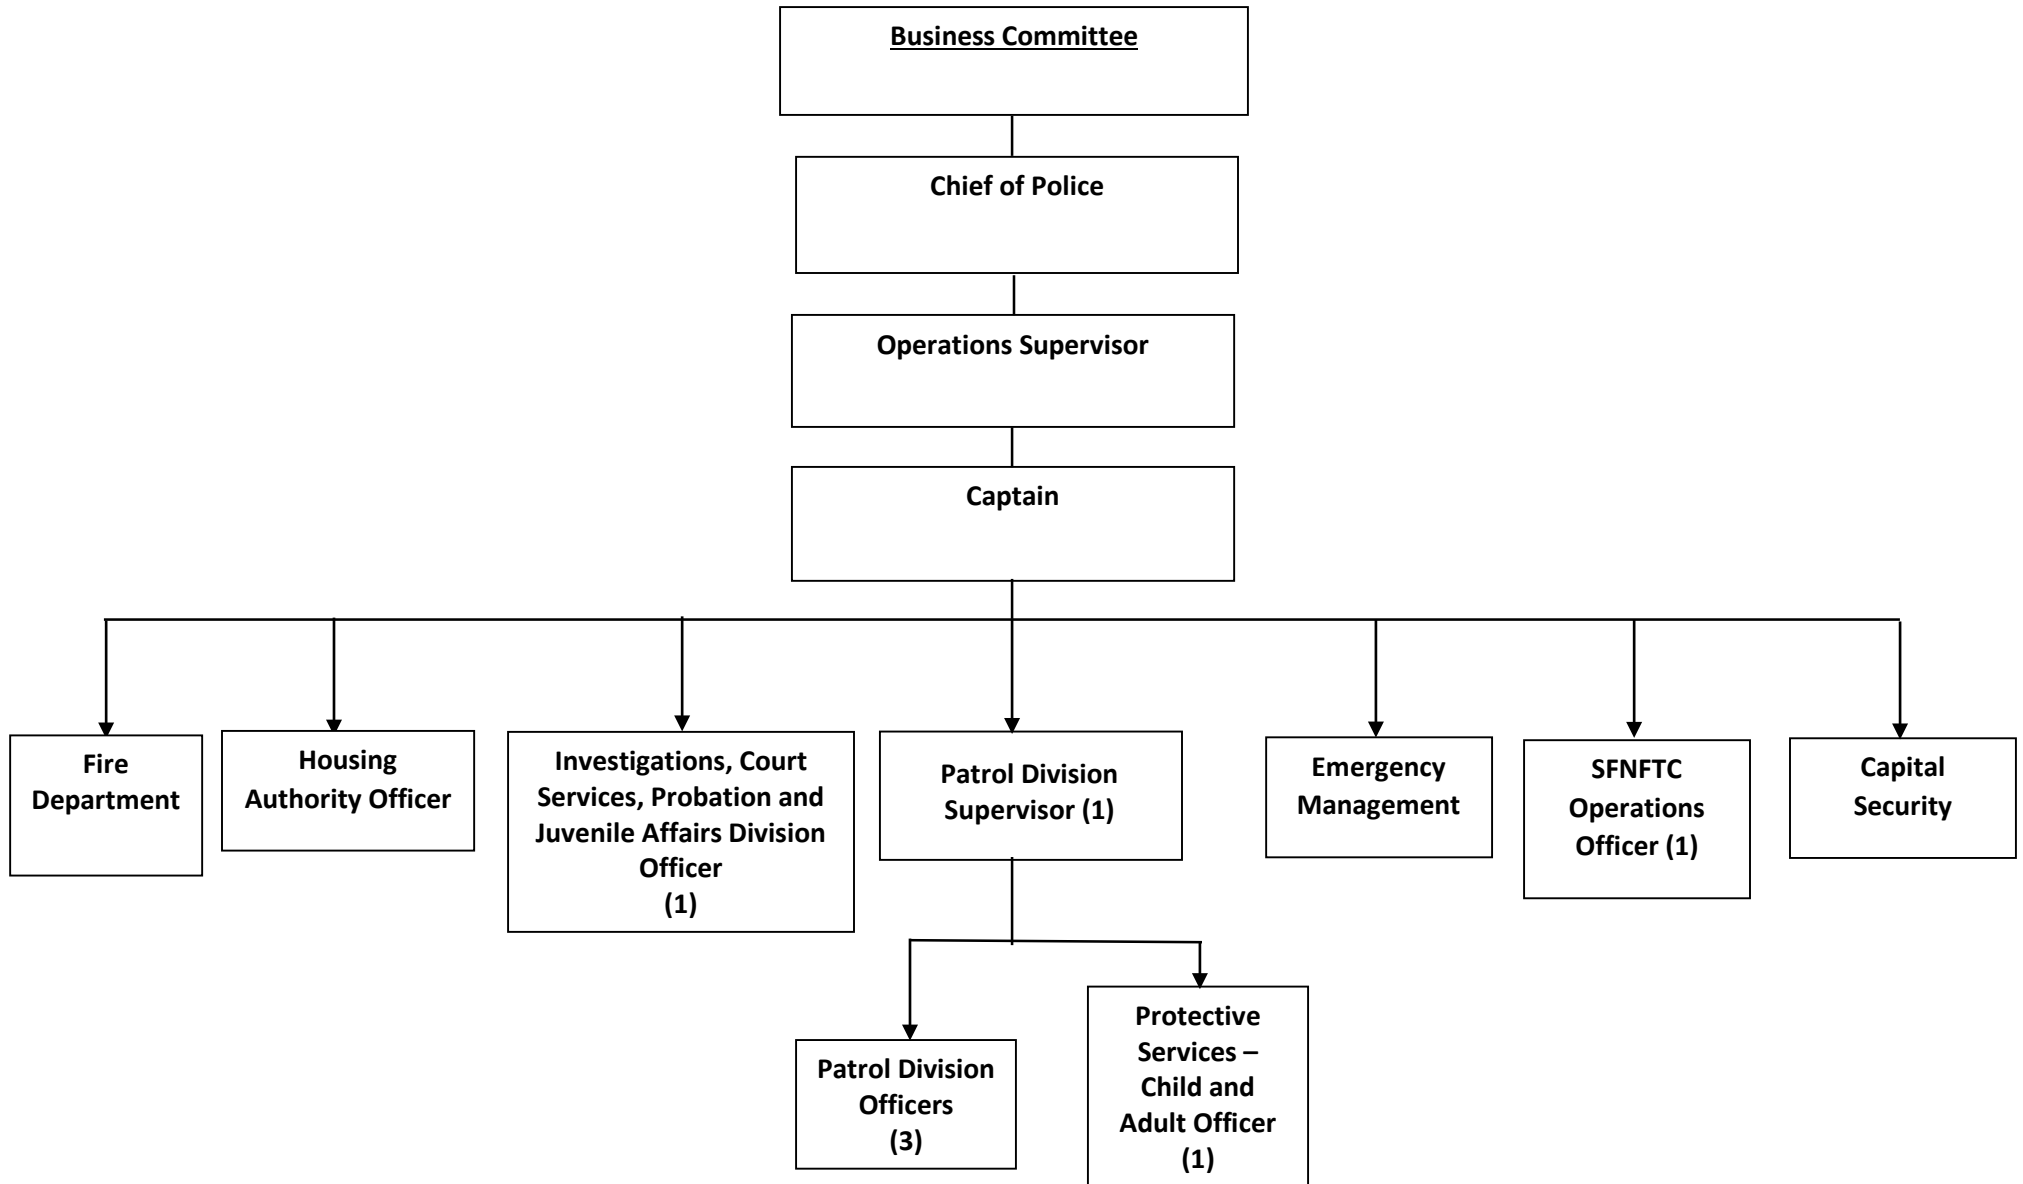 Business Committee
Chief of Police
Operations Supervisor
Captain
Fire
Department
Housing
Authority Officer
Investigations, Court
Services, Probation and
Juvenile Affairs Division
Officer
(1)
Patrol Division
Supervisor (1)
Emergency
Management
SFNFTC
Operations
Officer (1)
Capital
Security
Patrol Division
Officers
(3)
Protective
Services –
Child and
Adult Officer
(1)